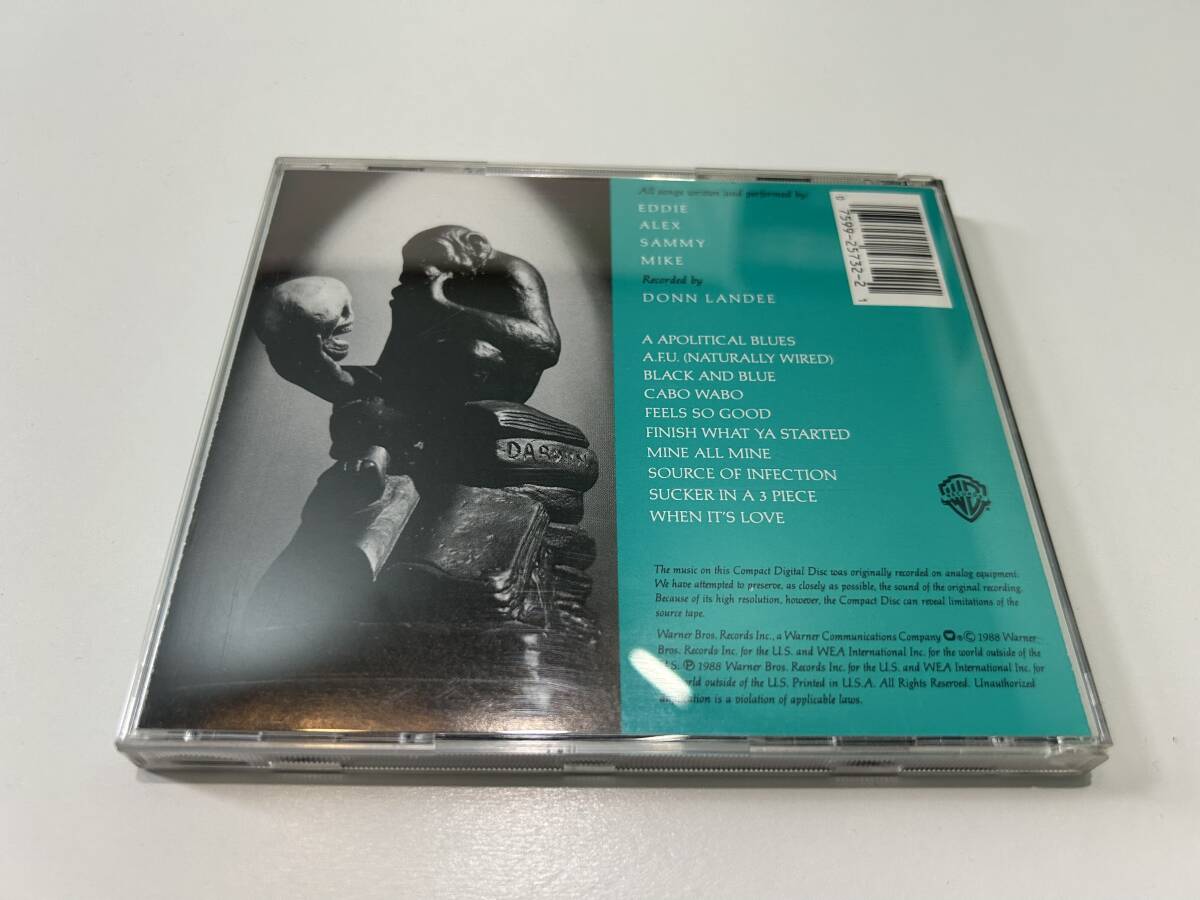 All songs written and performed by:
EDDIE
ALEX
SAMMY
MIKE
Recorded by
DONN LANDEE
0 7599-25732-2 1
A APOLITICAL BLUES
A.F.U. (NATURALLY WIRED)
BLACK AND BLUE
CABO WABO
FEELS SO GOOD
FINISH WHAT YA STARTED
MINE ALL MINE
SOURCE OF INFECTION
SUCKER IN A 3 PIECE
WHEN IT'S LOVE
The music on this Compact Digital Disc was originally recorded on analog equipment.
We have attempted to preserve, as closely as possible, the sound of the original recording.
Because of its high resolution, however, the Compact Disc can reveal limitations of the
source tape.
Warner Bros. Records Inc., a Warner Communications Company ® © 1988 Warner
Bros. Records Inc. for the U.S. and WEA International Inc. for the world outside of the
U.S. ℗ 1988 Warner Bros. Records Inc. for the U.S. and WEA International Inc. for
world outside of the U.S. Printed in U.S.A. All Rights Reserved. Unauthorized
is a violation of applicable laws.